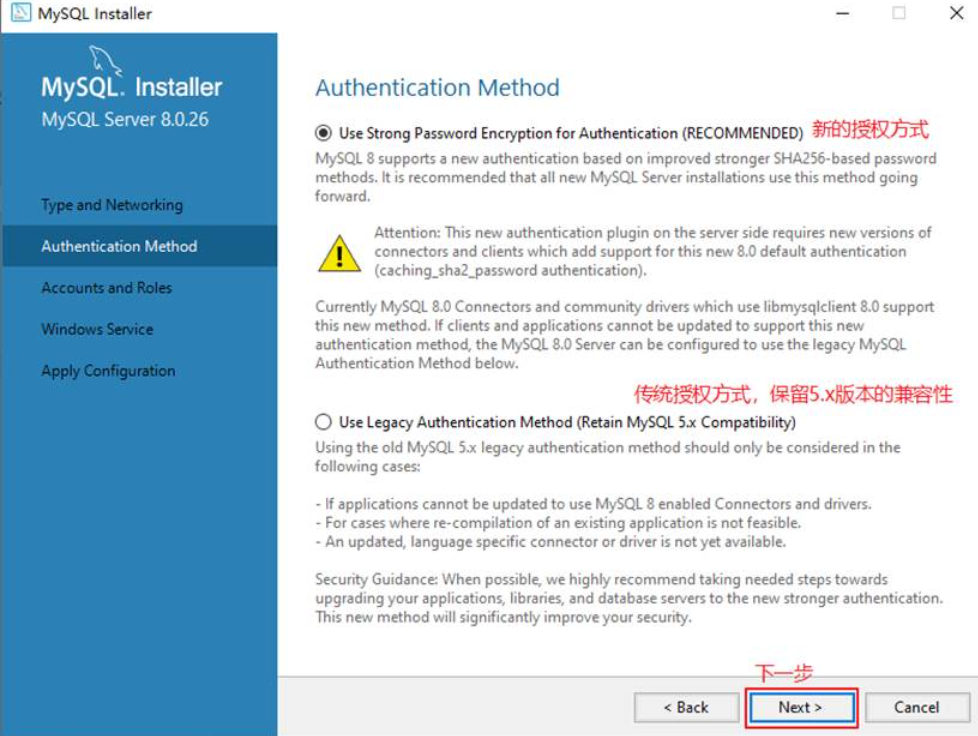 MySQL Installer
MySQL. Installer
MySQL Server 8.0.26
Type and Networking
Authentication Method
Accounts and Roles
Windows Service
Apply Configuration
Authentication Method
Use Strong Password Encryption for Authentication (RECOMMENDED) 新的授权方式
MySQL 8 supports a new authentication based on improved stronger SHA256-based password
methods. It is recommended that all new MySQL Server installations use this method going
forward.
Attention: This new authentication plugin on the server side requires new versions of
connectors and clients which add support for this new 8.0 default authentication
(caching_sha2_password authentication).
Currently MySQL 8.0 Connectors and community drivers which use libmysqlclient 8.0 support
this new method. If clients and applications cannot be updated to support this new
authentication method, the MySQL 8.0 Server can be configured to use the legacy MySQL
Authentication Method below.
传统授权方式，保留5.x版本的兼容性
Use Legacy Authentication Method (Retain MySQL 5.x Compatibility)
Using the old MySQL 5.x legacy authentication method should only be considered in the
following cases:
- If applications cannot be updated to use MySQL 8 enabled Connectors and drivers.
- For cases where re-compilation of an existing application is not feasible.
- An updated, language specific connector or driver is not yet available.
Security Guidance: When possible, we highly recommend taking needed steps towards
upgrading your applications, libraries, and database servers to the new stronger authentication.
This new method will significantly improve your security.
下一步
< Back
Next >
Cancel